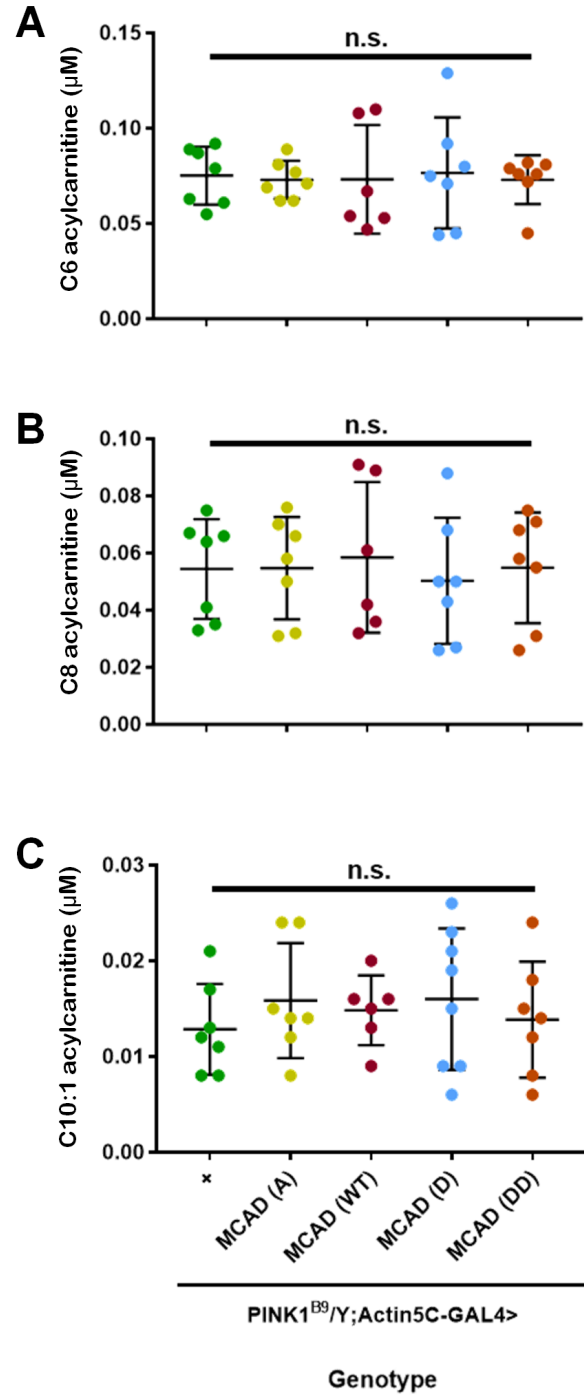 A
C6 acylcarnitine (µM)
0.15
0.10
0.05
0.00
n.s.
B
C8 acylcarnitine (µM)
0.10
0.08
0.06
0.04
0.02
0.00
n.s.
C
C10:1 acylcarnitine (µM)
0.03
0.02
0.01
0.00
n.s.
+
MCAD (A)
MCAD (WT)
MCAD (D)
MCAD (DD)
PINK1^B9/Y;Actin5C-GAL4>
Genotype